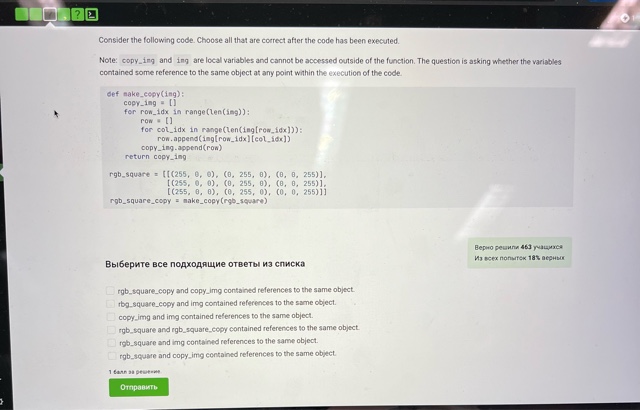 Consider the following code. Choose all that are correct after the code has been executed.
Note: copy_img and img are local variables and cannot be accessed outside of the function. The question is asking whether the variables
contained some reference to the same object at any point within the execution of the code.
def make_copy(img):
    copy_img = []
    for row_idx in range(len(img)):
        row = []
        for col_idx in range(len(img[row_idx])):
            row.append(img[row_idx][col_idx])
        copy_img.append(row)
    return copy_img
rgb_square = [[(255, 0, 0), (0, 255, 0), (0, 0, 255)],
              [(255, 0, 0), (0, 255, 0), (0, 0, 255)],
              [(255, 0, 0), (0, 255, 0), (0, 0, 255)]]
rgb_square_copy = make_copy(rgb_square)
Верно решили 463 учащихся
Из всех попыток 18% верных
Выберите все подходящие ответы из списка
rgb_square_copy and copy_img contained references to the same object.
rbg_square_copy and img contained references to the same object.
copy_img and img contained references to the same object.
rgb_square and rgb_square_copy contained references to the same object.
rgb_square and img contained references to the same object.
rgb_square and copy_img contained references to the same object.
1 балл за решение
Отправить